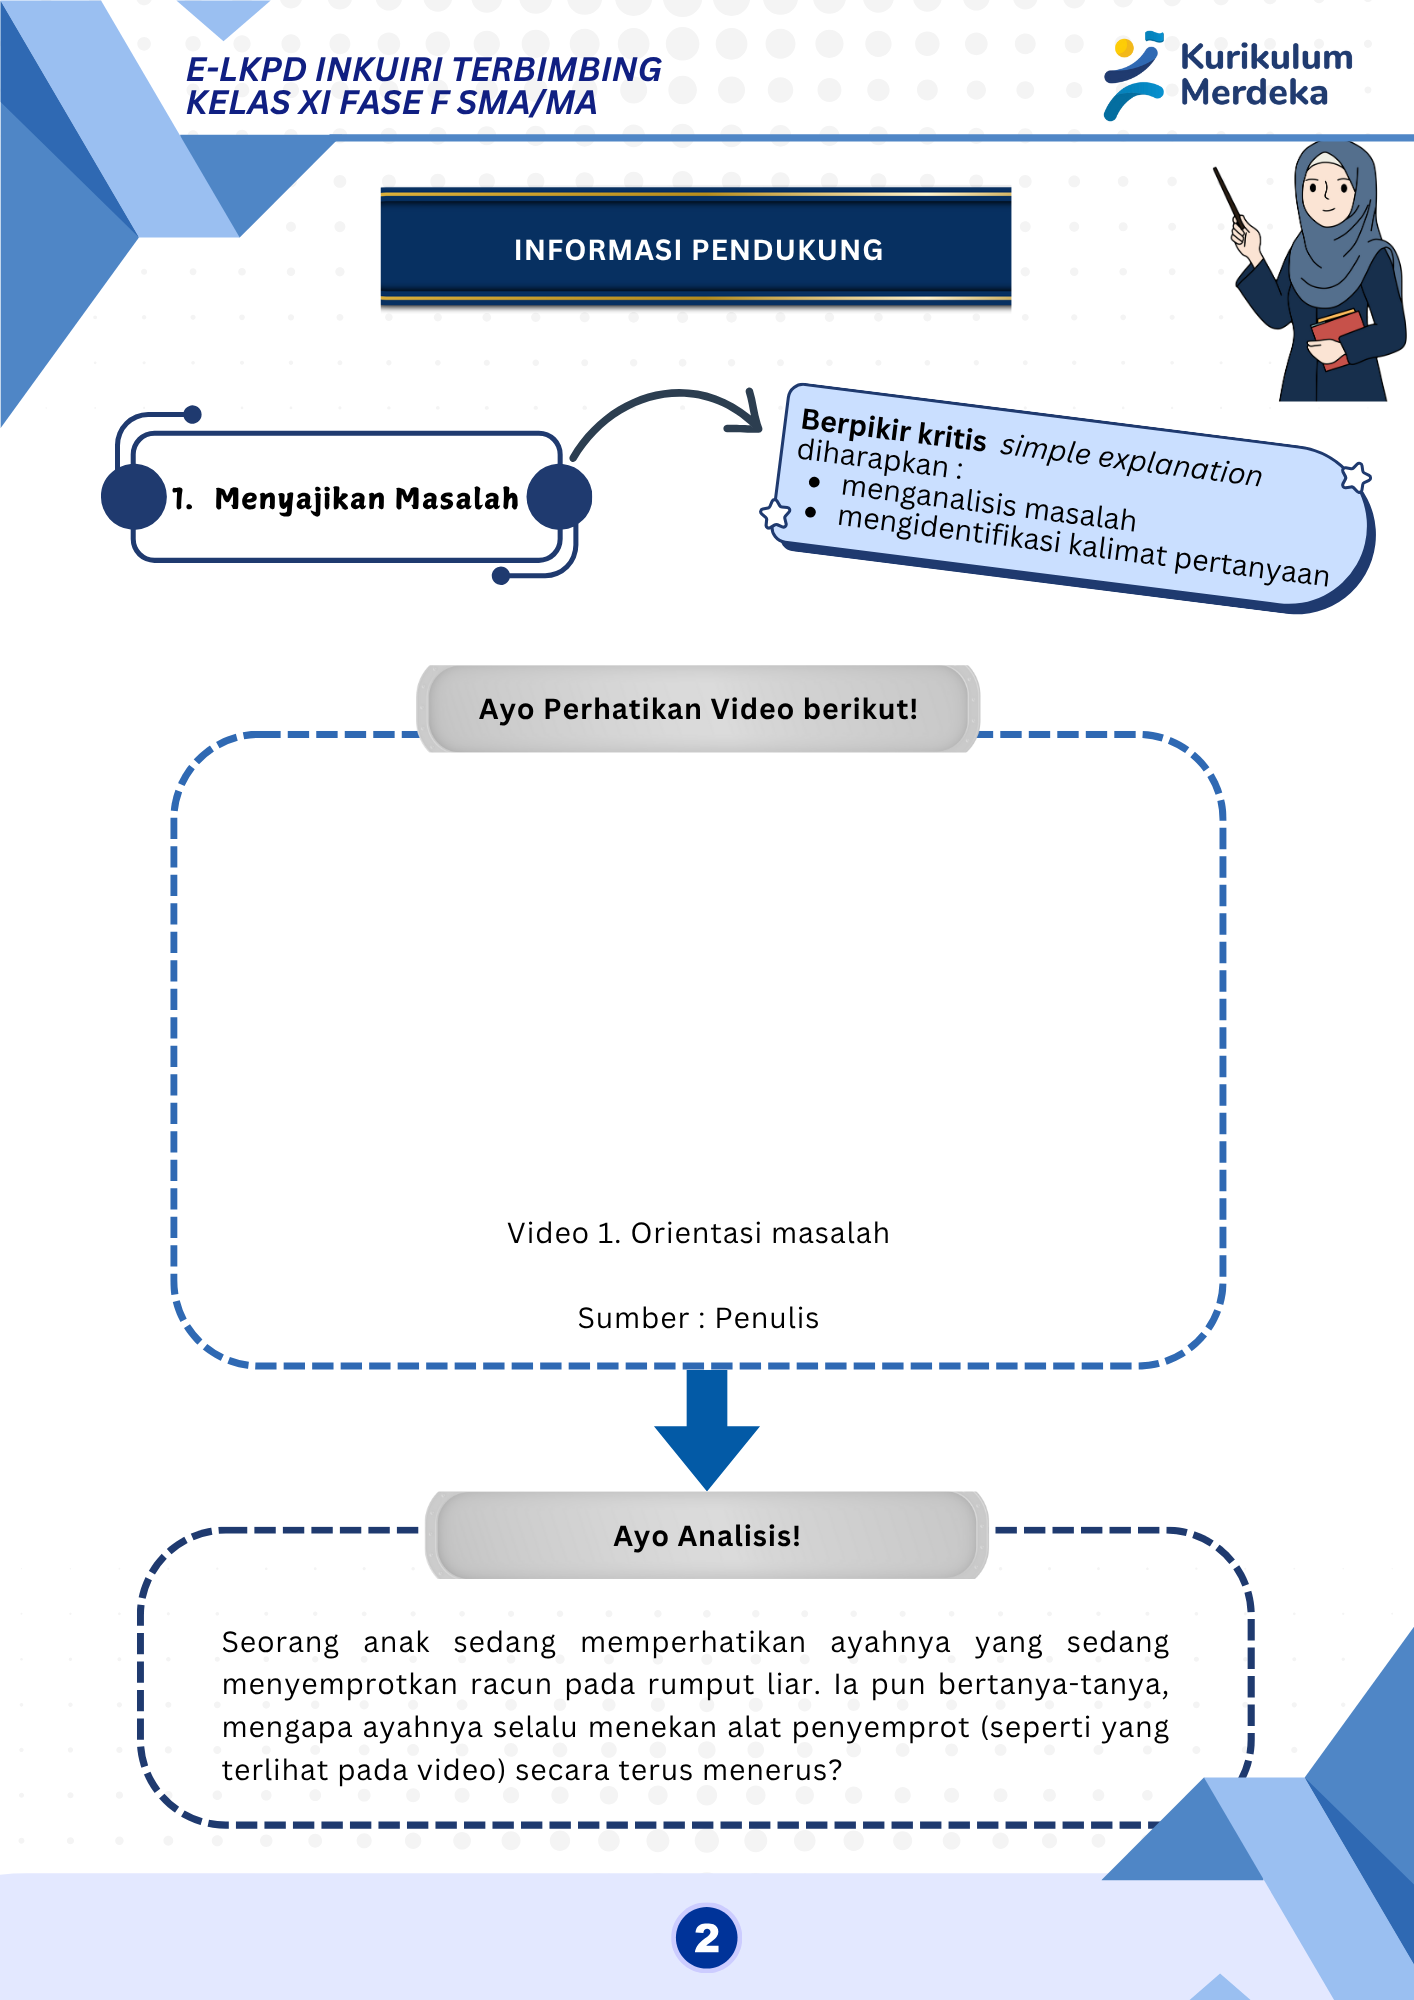 E-LKPD INKUIRI TERBIMBING
KELAS XI FASE F SMA/MA
Kurikulum
Merdeka
INFORMASI PENDUKUNG
1. Menyajikan Masalah
Berpikir kritis simple explanation
diharapkan :
• menganalisis masalah
• mengidentifikasi kalimat pertanyaan
Ayo Perhatikan Video berikut!
Video 1. Orientasi masalah
Sumber : Penulis
Ayo Analisis!
Seorang anak sedang memperhatikan ayahnya yang sedang
menyemprotkan racun pada rumput liar. Ia pun bertanya-tanya,
mengapa ayahnya selalu menekan alat penyemprot (seperti yang
terlihat pada video) secara terus menerus?
2